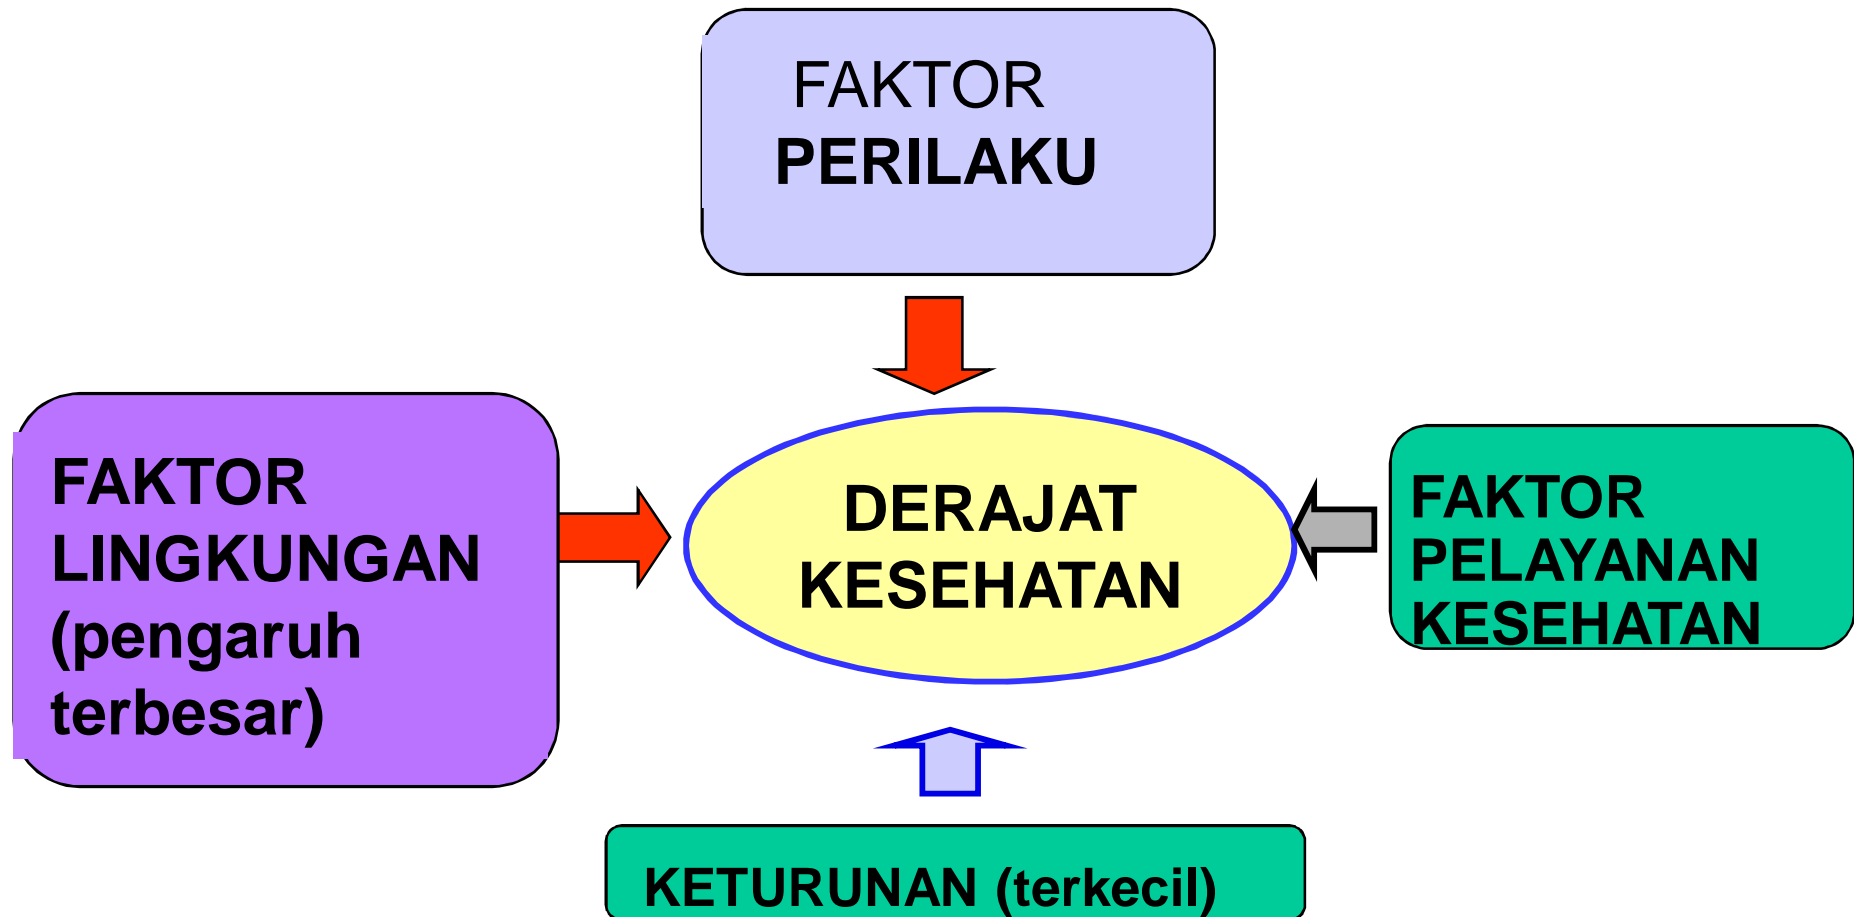 FAKTOR
PERILAKU
FAKTOR
LINGKUNGAN
(pengaruh
terbesar)
DERAJAT
KESEHATAN
FAKTOR
PELAYANAN
KESEHATAN
KETURUNAN (terkecil)